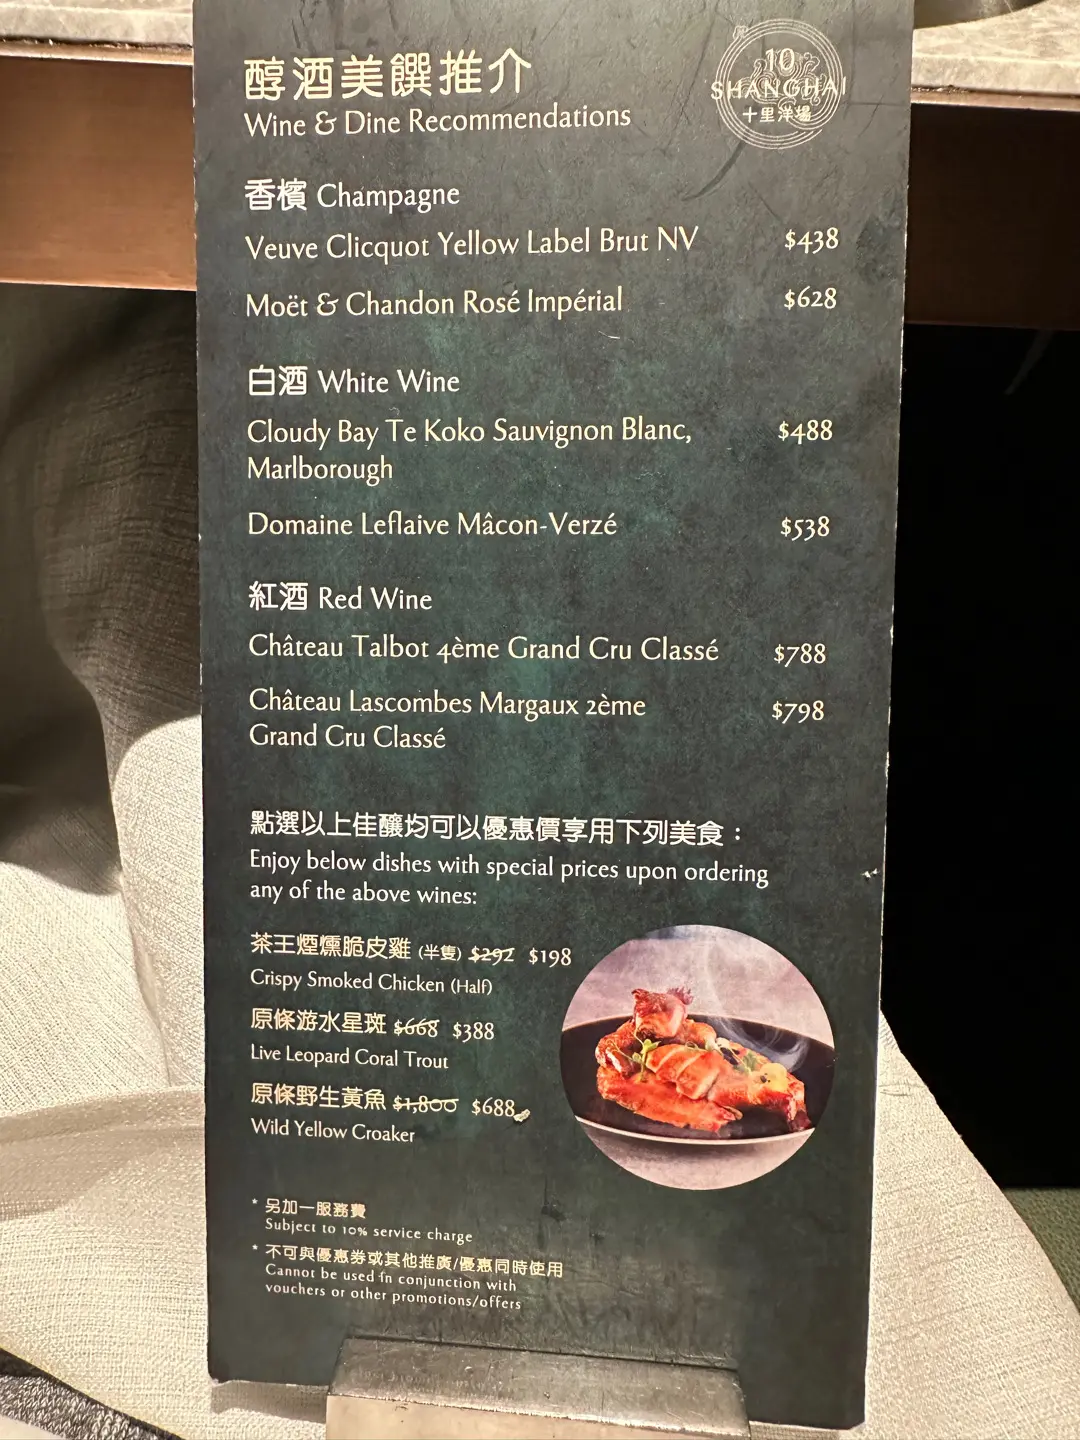 醇酒美饌推介
Wine & Dine Recommendations
10
SHANGHAI
十里洋場
香檳 Champagne
Veuve Clicquot Yellow Label Brut NV $438
Moët & Chandon Rosé Impérial $628
白酒 White Wine
Cloudy Bay Te Koko Sauvignon Blanc, $488
Marlborough
Domaine Leflaive Mâcon-Verzé $538
紅酒 Red Wine
Château Talbot 4ème Grand Cru Classé $788
Château Lascombes Margaux 2ème $798
Grand Cru Classé
點選以上佳釀均可以優惠價享用下列美食：
Enjoy below dishes with special prices upon ordering
any of the above wines:
茶王煙燻脆皮雞 (半隻) $292 $198
Crispy Smoked Chicken (Half)
原條游水星斑 $668 $388
Live Leopard Coral Trout
原條野生黃魚 $1,800 $688
Wild Yellow Croaker
* 另加一服務費
Subject to 10% service charge
* 不可與優惠券或其他推廣/優惠同時使用
Cannot be used in conjunction with
vouchers or other promotions/offers